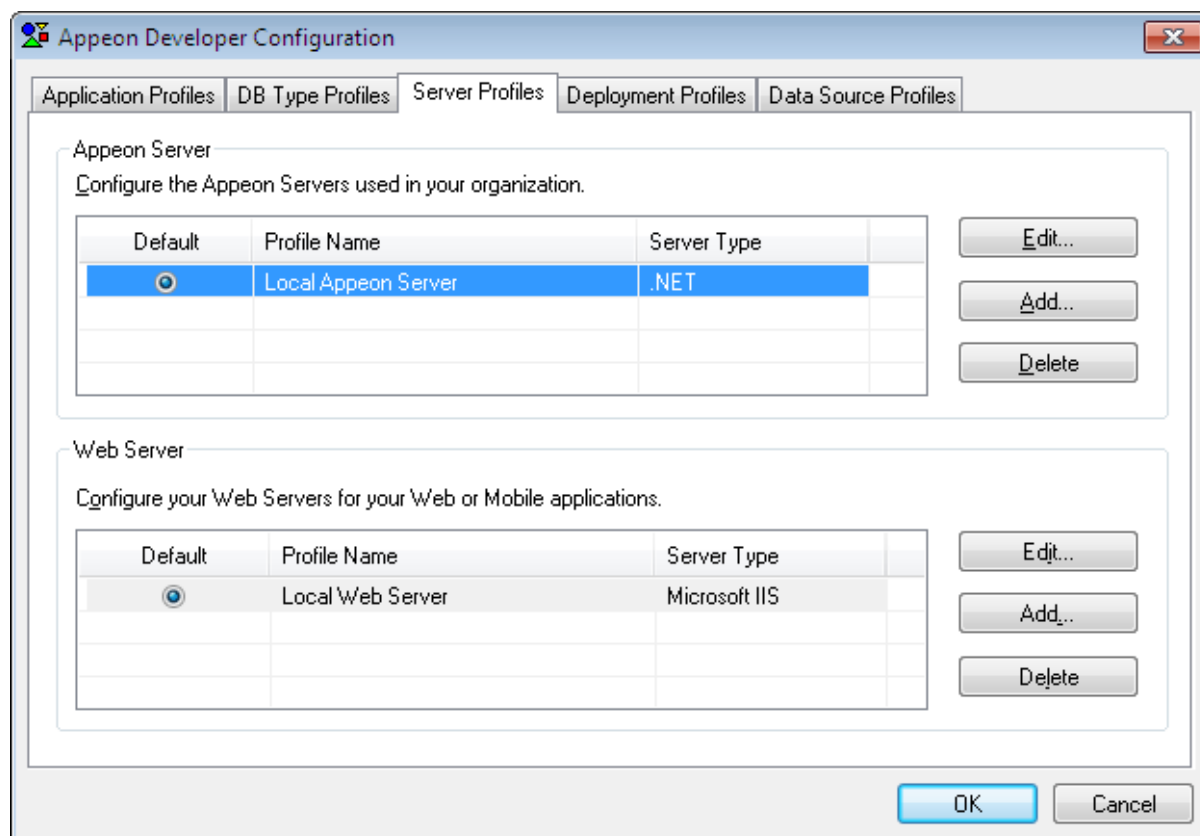 Appeon Developer Configuration
Application Profiles DB Type Profiles Server Profiles Deployment Profiles Data Source Profiles
Appeon Server
Configure the Appeon Servers used in your organization.
Default Profile Name Server Type
Local Appeon Server .NET
Edit...
Add...
Delete
Web Server
Configure your Web Servers for your Web or Mobile applications.
Default Profile Name Server Type
Local Web Server Microsoft IIS
Edit...
Add...
Delete
OK Cancel